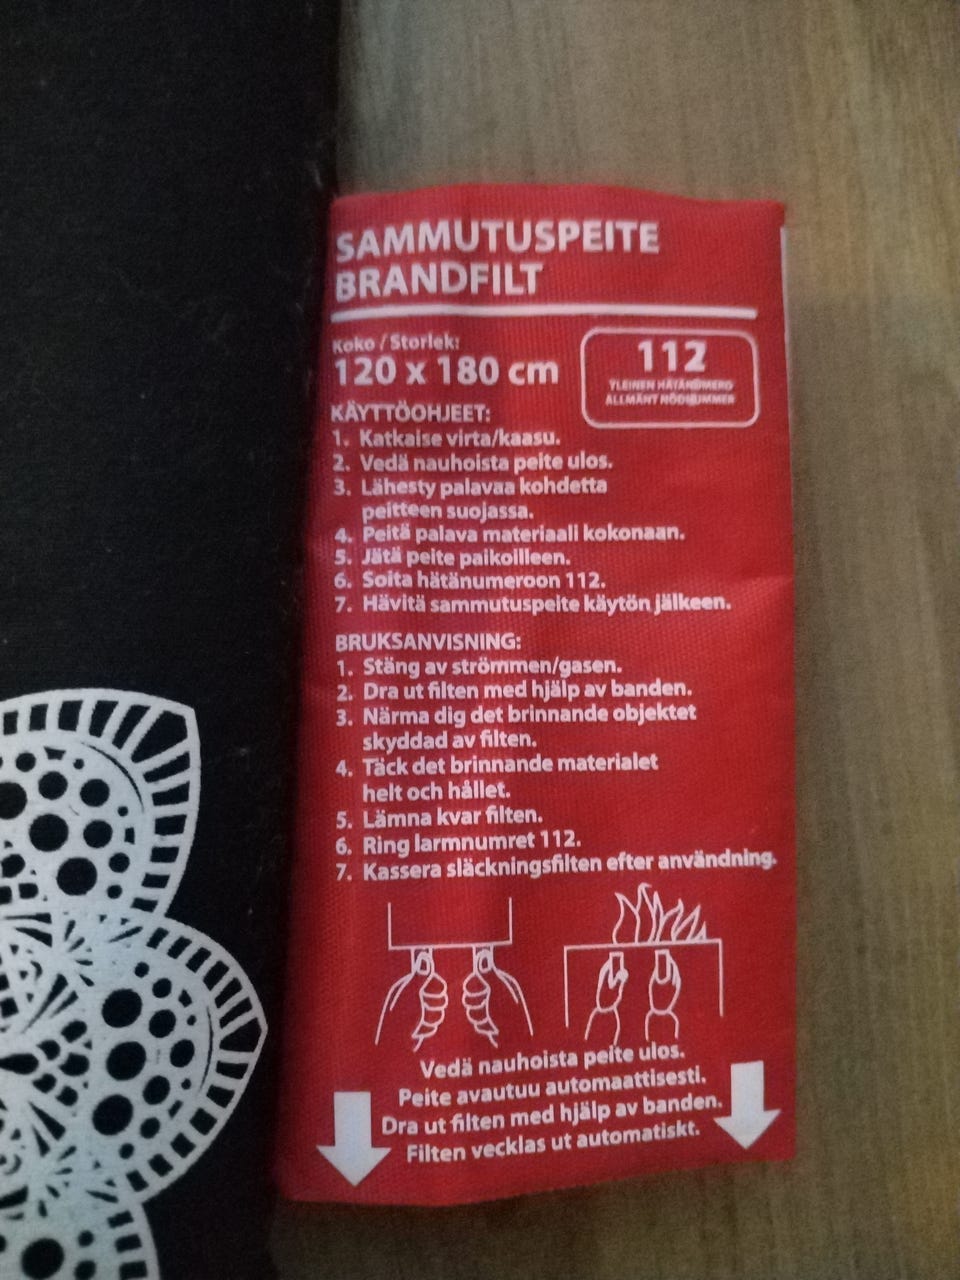 SAMMUTUSPEITE
BRANDFILT
Koko / Storlek:
120 x 180 cm
112
YLEINEN HÄTÄNUMERO
ALLMÄNT NÖDNUMMER
KÄYTTÖOHJEET:
1. Katkaise virta/kaasu.
2. Vedä nauhoista peite ulos.
3. Lähesty palavaa kohdetta
peitteen suojassa.
4. Peitä palava materiaali kokonaan.
5. Jätä peite paikoilleen.
6. Soita hätänumeroon 112.
7. Hävitä sammutuspeite käytön jälkeen.
BRUKSANVISNING:
1. Stäng av strömmen/gasen.
2. Dra ut filten med hjälp av banden.
3. Närma dig det brinnande objektet
skyddad av filten.
4. Täck det brinnande materialet
helt och hållet.
5. Lämna kvar filten.
6. Ring larmnumret 112.
7. Kassera släckningsfilten efter användning.
Vedä nauhoista peite ulos.
Peite avautuu automaattisesti.
Dra ut filten med hjälp av banden.
Filten vecklas ut automatiskt.